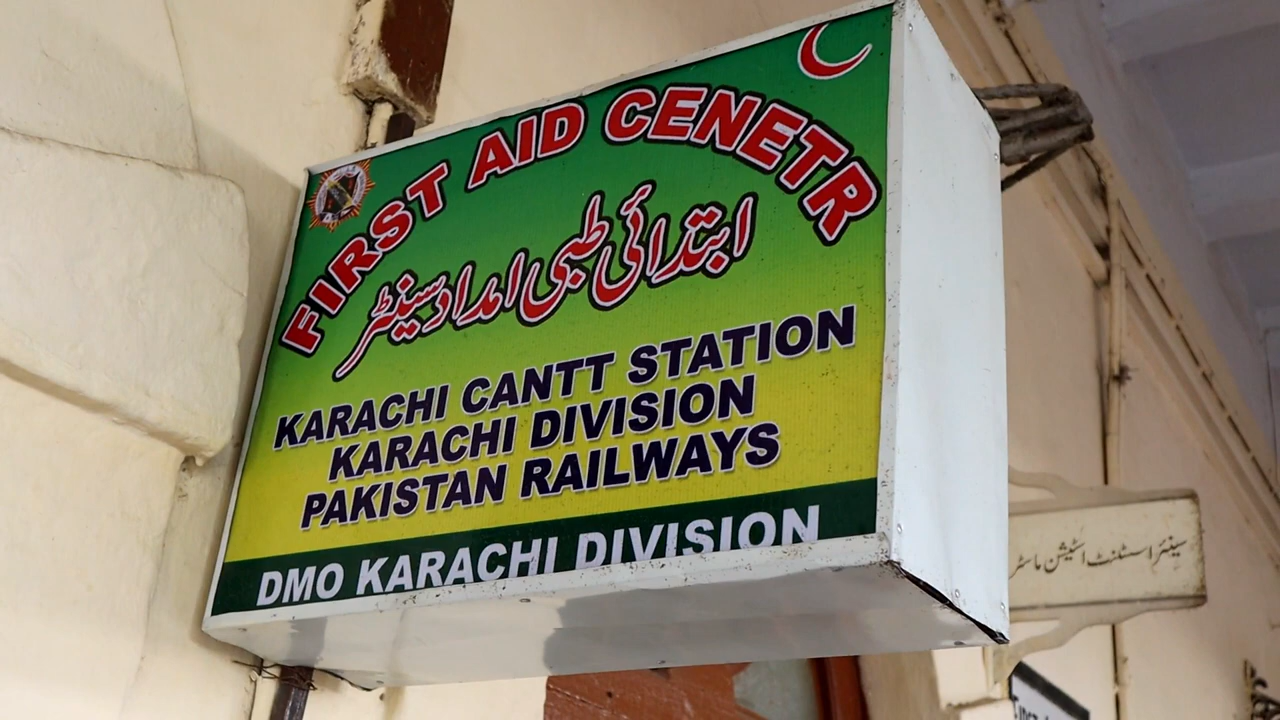 FIRST AID CENETR
ابتدائی طبی امداد سینٹر
KARACHI CANTT STATION
KARACHI DIVISION
PAKISTAN RAILWAYS
DMO KARACHI DIVISION
سینئر اسسٹنٹ اسٹیشن ماسٹر